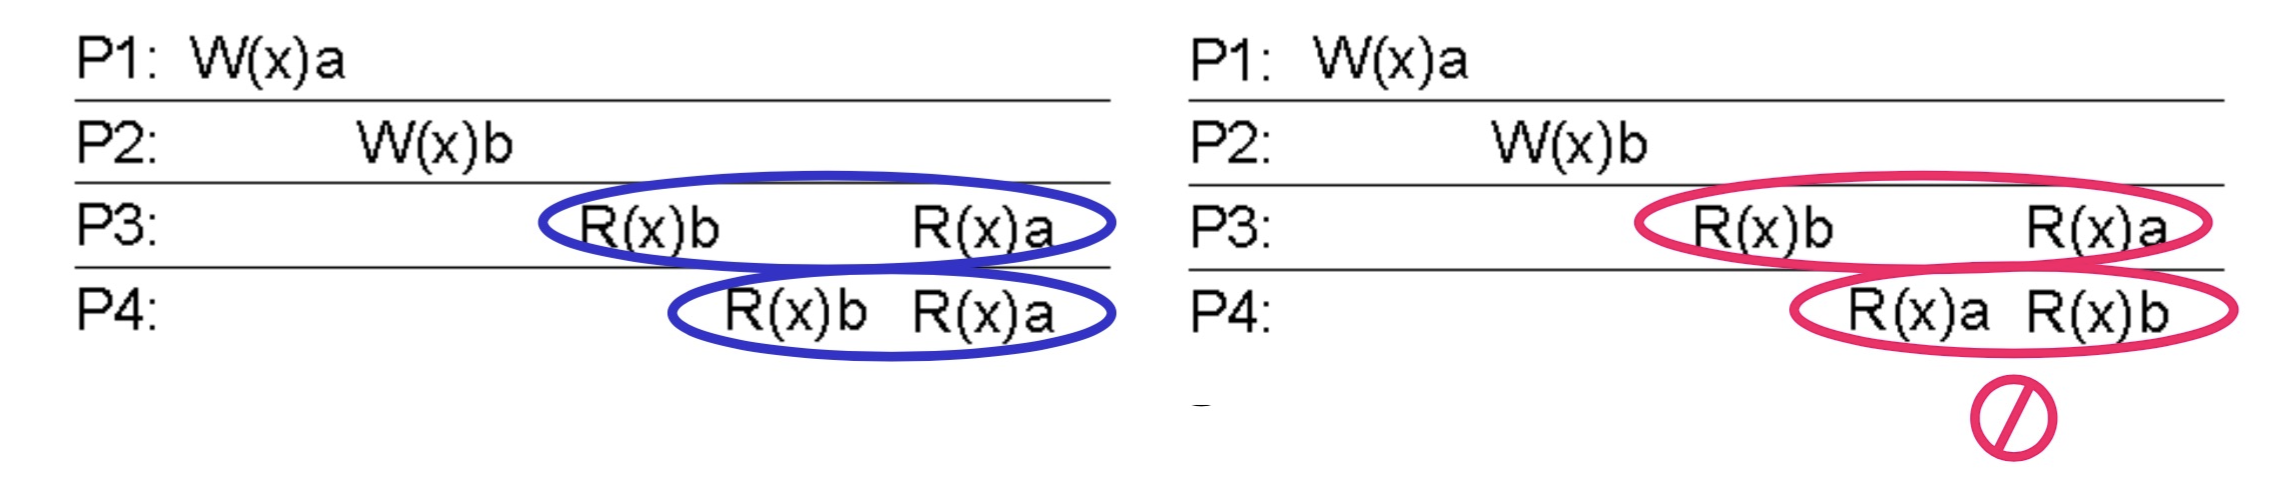 P1: W(x)a
P2: W(x)b
P3: R(x)b R(x)a
P4: R(x)b R(x)a
P1: W(x)a
P2: W(x)b
P3: R(x)b R(x)a
P4: R(x)a R(x)b